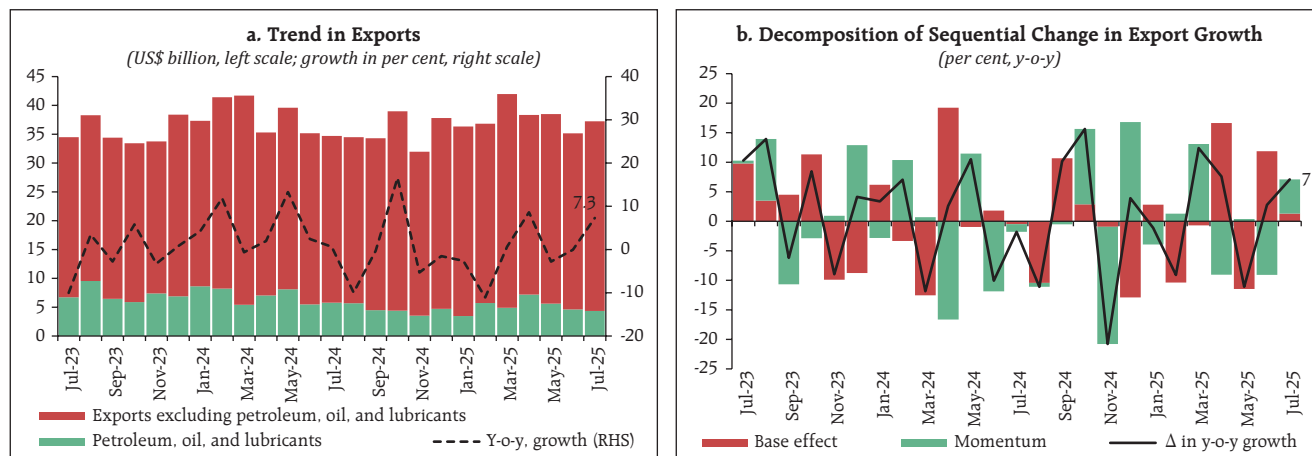 a. Trend in Exports
(US$ billion, left scale; growth in per cent, right scale)
45
40
35
30
25
20
15
10
5
0
40
30
20
10
0
-10
-20
7.3
Jul-23
Sep-23
Nov-23
Jan-24
Mar-24
May-24
Jul-24
Sep-24
Nov-24
Jan-25
Mar-25
May-25
Jul-25
Exports excluding petroleum, oil, and lubricants
Petroleum, oil, and lubricants
Y-o-y, growth (RHS)
b. Decomposition of Sequential Change in Export Growth
(per cent, y-o-y)
25
20
15
10
5
0
-5
-10
-15
-20
-25
7
Jul-23
Sep-23
Nov-23
Jan-24
Mar-24
May-24
Jul-24
Sep-24
Nov-24
Jan-25
Mar-25
May-25
Jul-25
Base effect
Momentum
Δ in y-o-y growth